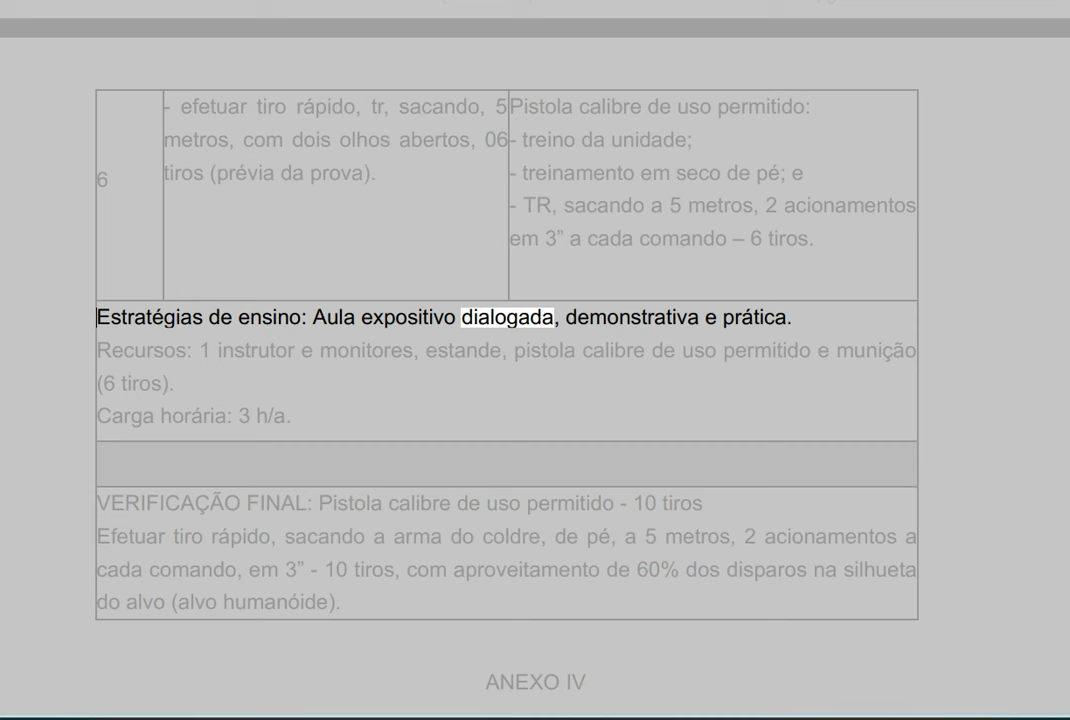 - efetuar tiro rápido, tr, sacando, 5
metros, com dois olhos abertos, 06
tiros (prévia da prova).
6
Pistola calibre de uso permitido:
- treino da unidade;
- treinamento em seco de pé; e
- TR, sacando a 5 metros, 2 acionamentos
em 3” a cada comando – 6 tiros.
Estratégias de ensino: Aula expositivo dialogada, demonstrativa e prática.
Recursos: 1 instrutor e monitores, estande, pistola calibre de uso permitido e munição
(6 tiros).
Carga horária: 3 h/a.
VERIFICAÇÃO FINAL: Pistola calibre de uso permitido - 10 tiros
Efetuar tiro rápido, sacando a arma do coldre, de pé, a 5 metros, 2 acionamentos a
cada comando, em 3” - 10 tiros, com aproveitamento de 60% dos disparos na silhueta
do alvo (alvo humanóide).
ANEXO IV